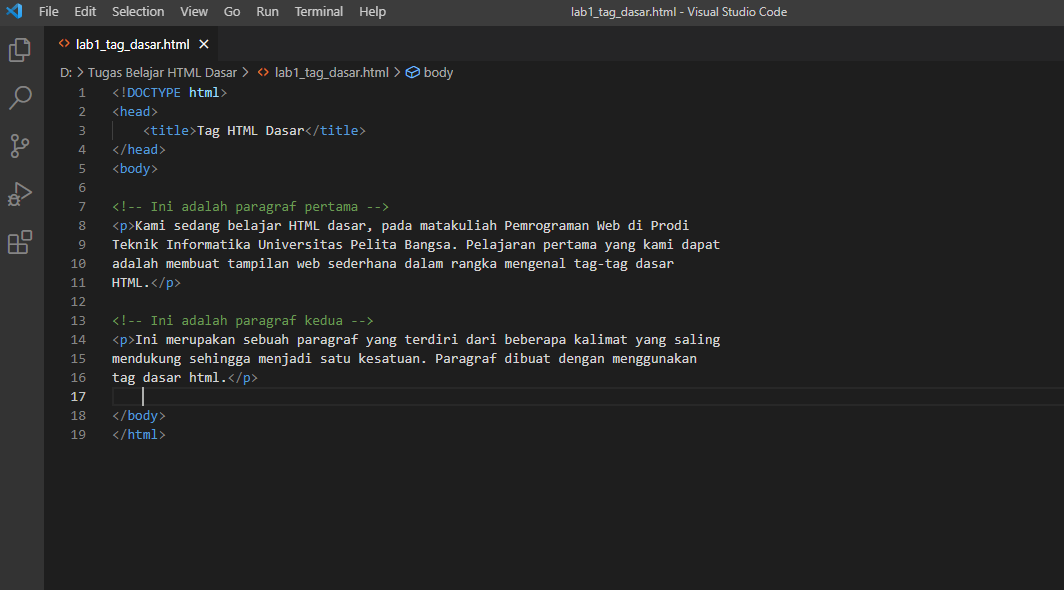 File Edit Selection View Go Run Terminal Help lab1_tag_dasar.html - Visual Studio Code
lab1_tag_dasar.html
D: > Tugas Belajar HTML Dasar > lab1_tag_dasar.html > body
1 <!DOCTYPE html>
2 <head>
3     <title>Tag HTML Dasar</title>
4 </head>
5 <body>
6
7 <!-- Ini adalah paragraf pertama -->
8 <p>Kami sedang belajar HTML dasar, pada matakuliah Pemrograman Web di Prodi
9 Teknik Informatika Universitas Pelita Bangsa. Pelajaran pertama yang kami dapat
10 adalah membuat tampilan web sederhana dalam rangka mengenal tag-tag dasar
11 HTML.</p>
12
13 <!-- Ini adalah paragraf kedua -->
14 <p>Ini merupakan sebuah paragraf yang terdiri dari beberapa kalimat yang saling
15 mendukung sehingga menjadi satu kesatuan. Paragraf dibuat dengan menggunakan
16 tag dasar html.</p>
17
18 </body>
19 </html>